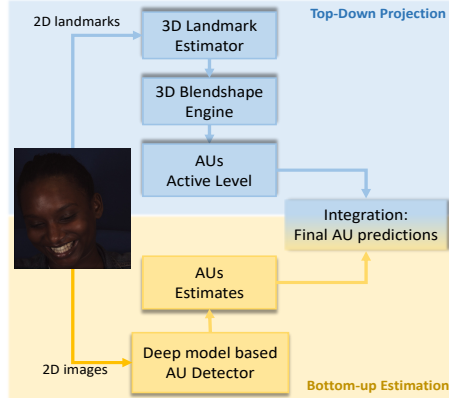 Top-Down Projection
2D landmarks
3D Landmark
Estimator
3D Blendshape
Engine
AUs
Active Level
Integration:
Final AU predictions
AUs
Estimates
Deep model based
AU Detector
2D images
Bottom-up Estimation